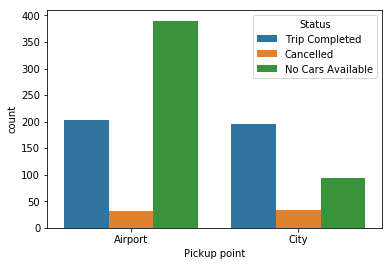 400
350
300
250
200
150
100
50
0
count
Status
Trip Completed
Cancelled
No Cars Available
Airport
City
Pickup point